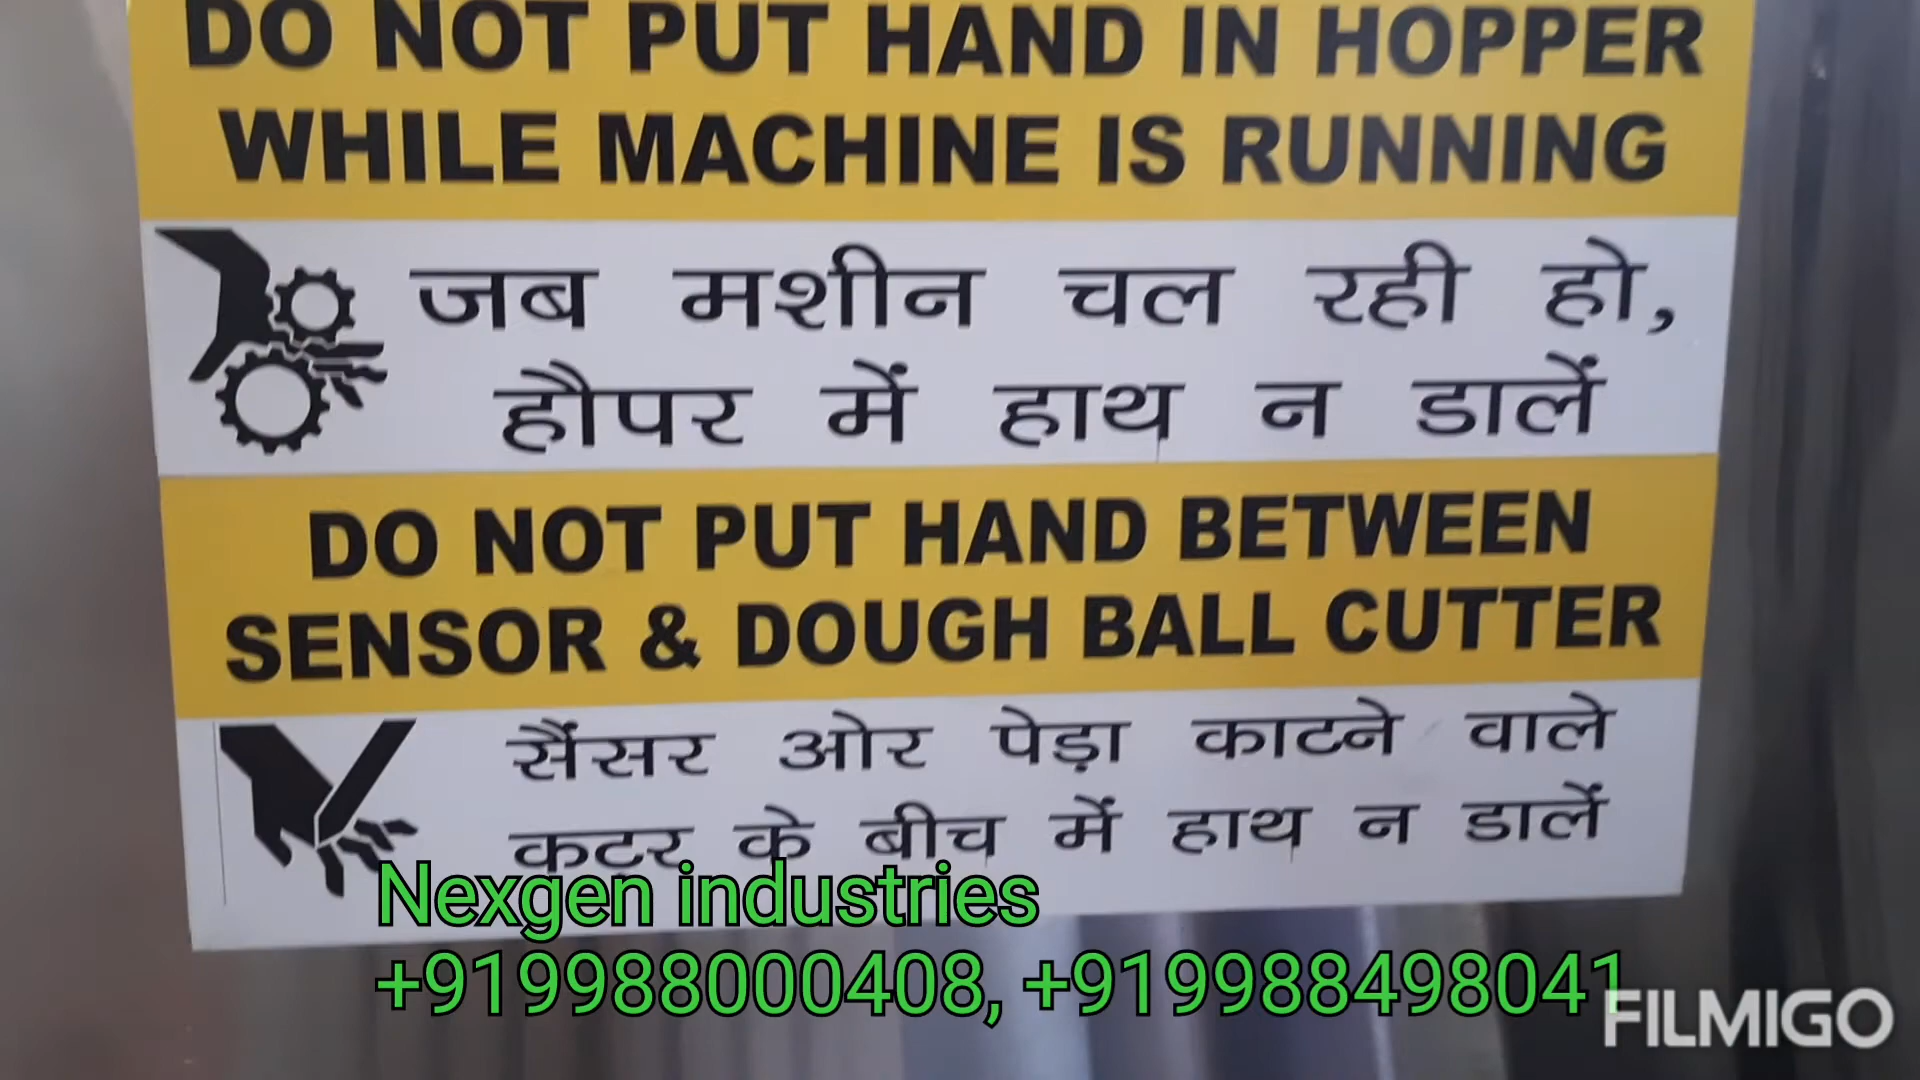 DO NOT PUT HAND IN HOPPER
WHILE MACHINE IS RUNNING
जब मशीन चल रही हो,
हौपर में हाथ न डालें
DO NOT PUT HAND BETWEEN
SENSOR & DOUGH BALL CUTTER
सैंसर ओर पेड़ा काटने वाले
कटर के बीच में हाथ न डालें
Nexgen industries
+919988000408, +919988498041
FILMIGO